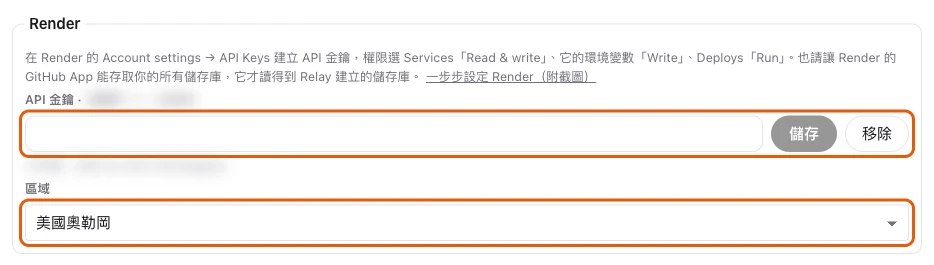 Render
在 Render 的 Account settings → API Keys 建立 API 金鑰，權限選 Services「Read & write」、它的環境變數「Write」、Deploys「Run」。也請讓 Render 的
GitHub App 能存取你的所有儲存庫，它才讀得到 Relay 建立的儲存庫。 一步步設定 Render（附截圖）
API 金鑰 ·
儲存 移除
區域
美國奧勒岡